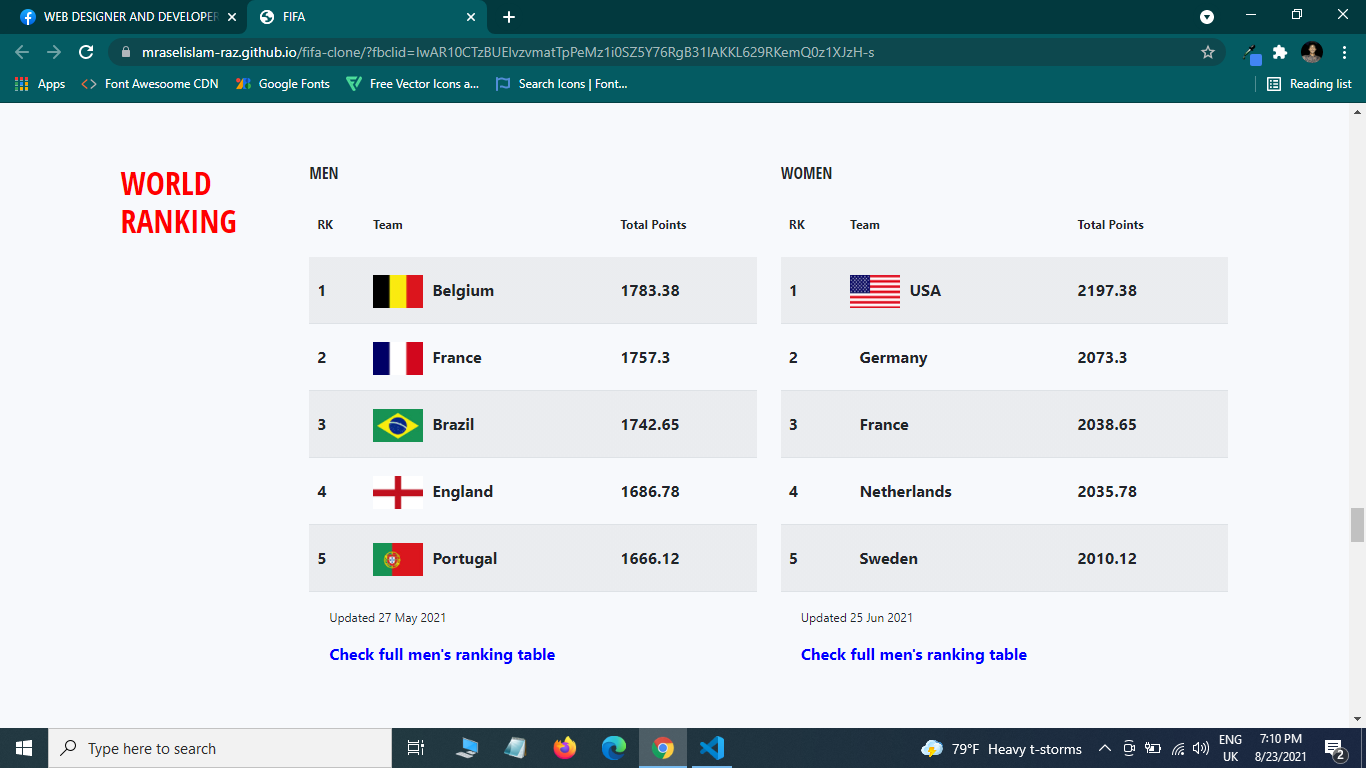 WEB DESIGNER AND DEVELOPER
FIFA
mraselislam-raz.github.io/fifa-clone/?fbclid=IwAR10CTzBUEIvzvmatTpPeMz1i0SZ5Y76RgB31IAKKL629RKemQ0z1XJzH-s
Apps Font Awesoome CDN Google Fonts Free Vector Icons a... Search Icons | Font... Reading list
WORLD
RANKING
MEN
RK Team Total Points
1 Belgium 1783.38
2 France 1757.3
3 Brazil 1742.65
4 England 1686.78
5 Portugal 1666.12
Updated 27 May 2021
Check full men's ranking table
WOMEN
RK Team Total Points
1 USA 2197.38
2 Germany 2073.3
3 France 2038.65
4 Netherlands 2035.78
5 Sweden 2010.12
Updated 25 Jun 2021
Check full men's ranking table
Type here to search
79°F Heavy t-storms
ENG
UK
7:10 PM
8/23/2021
2